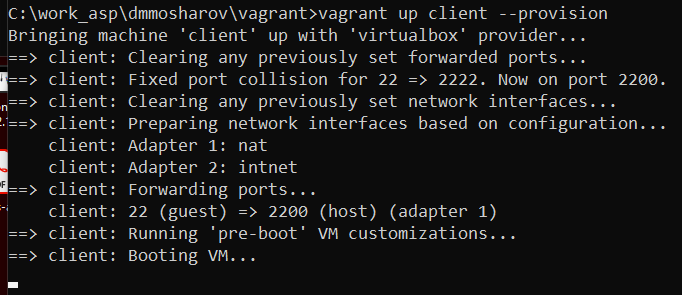 C:\work_asp\dmmosharov\vagrant>vagrant up client --provision
Bringing machine 'client' up with 'virtualbox' provider...
==> client: Clearing any previously set forwarded ports...
==> client: Fixed port collision for 22 => 2222. Now on port 2200.
==> client: Clearing any previously set network interfaces...
==> client: Preparing network interfaces based on configuration...
    client: Adapter 1: nat
    client: Adapter 2: intnet
==> client: Forwarding ports...
    client: 22 (guest) => 2200 (host) (adapter 1)
==> client: Running 'pre-boot' VM customizations...
==> client: Booting VM...